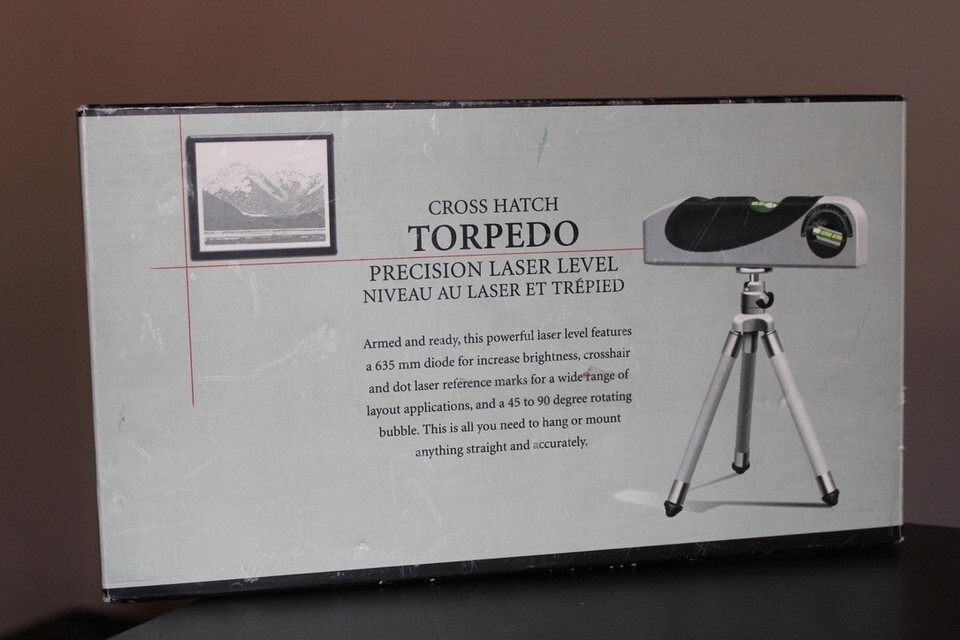 CROSS HATCH
TORPEDO
PRECISION LASER LEVEL
NIVEAU AU LASER ET TRÉPIED
Armed and ready, this powerful laser level features
a 635 mm diode for increase brightness, crosshair
and dot laser reference marks for a wide range of
layout applications, and a 45 to 90 degree rotating
bubble. This is all you need to hang or mount
anything straight and accurately.